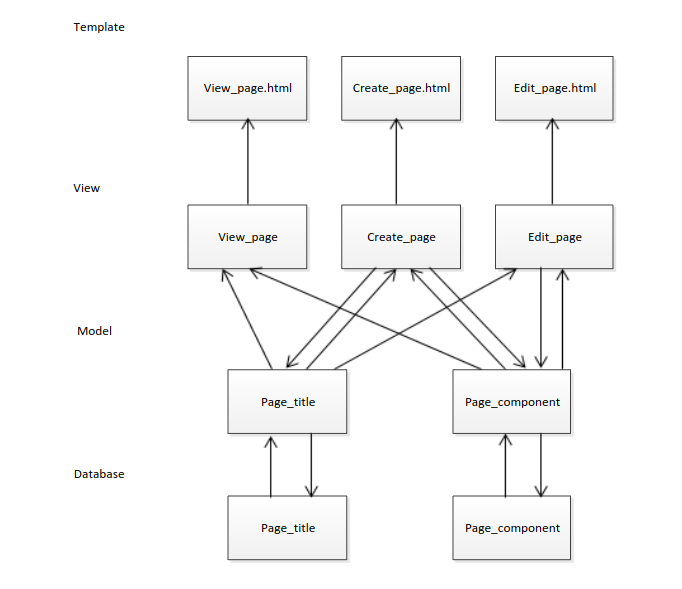 Template
View_page.html
Create_page.html
Edit_page.html
View
View_page
Create_page
Edit_page
Model
Page_title
Page_component
Database
Page_title
Page_component